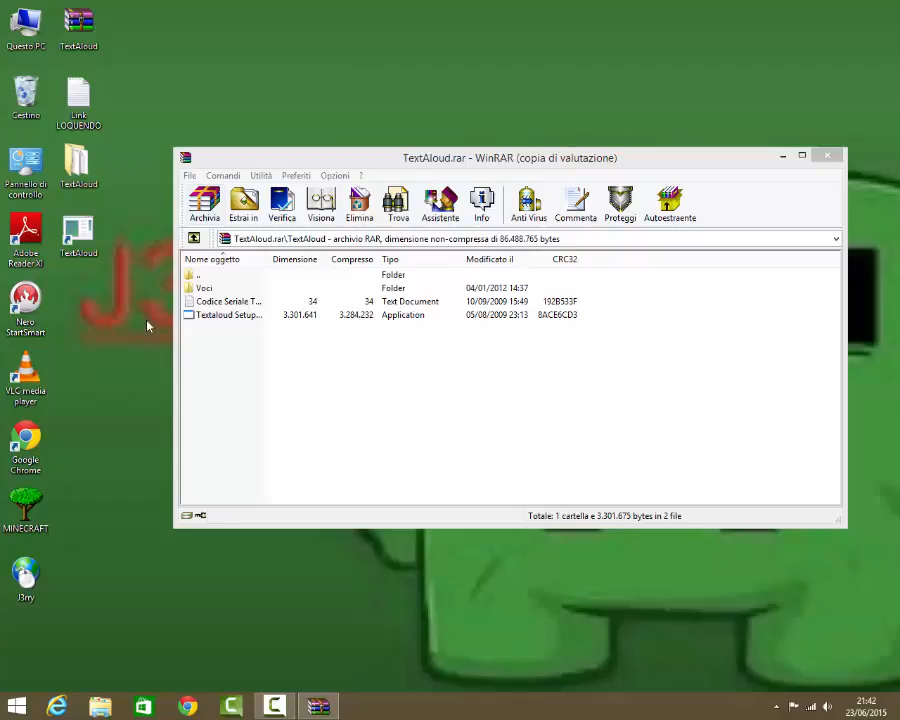 Questo PC
TextAloud
Cestino
Link
LOQUENDO
Pannello di
controllo
TextAloud
Adobe
Reader XI
TextAloud
Nero
StartSmart
VLC media
player
Google
Chrome
MINECRAFT
J3rry
J3
TextAloud.rar - WinRAR (copia di valutazione)
File Comandi Utilità Preferiti Opzioni ?
Archivia Estrai in Verifica Visiona Elimina Trova Assistente Info Anti Virus Commenta Proteggi Autoestraente
TextAloud.rar\TextAloud - archivio RAR, dimensione non-compressa di 86.488.765 bytes
Nome oggetto Dimensione Compresso Tipo Modificato il CRC32
.. Folder
Voci Folder 04/01/2012 14:37
Codice Seriale T... 34 34 Text Document 10/09/2009 15:49 192B533F
Textaloud Setup... 3.301.641 3.284.232 Application 05/08/2009 23:13 8ACE6CD3
Totale: 1 cartella e 3.301.675 bytes in 2 file
21:42
23/06/2015